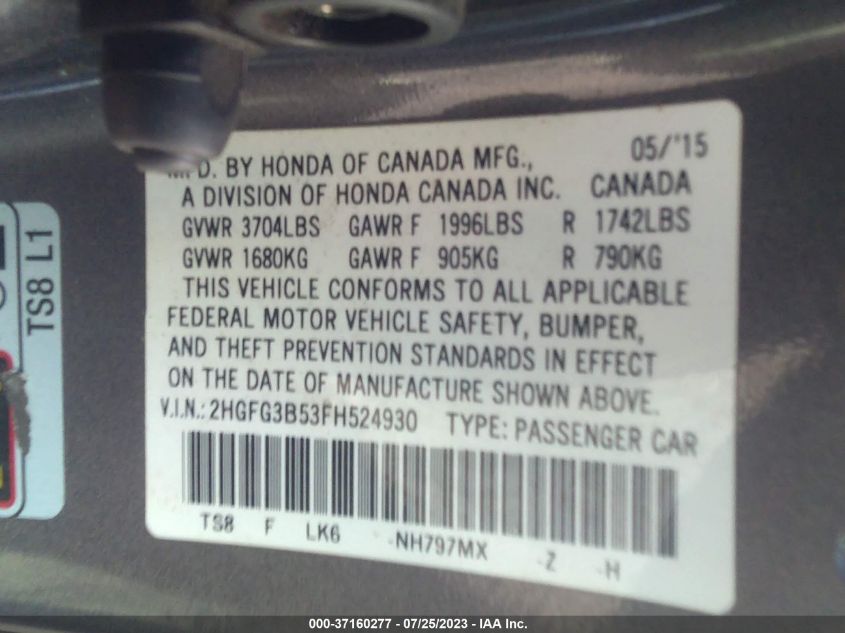 05/'15
BY HONDA OF CANADA MFG.,
A DIVISION OF HONDA CANADA INC. CANADA
GVWR 3704LBS GAWR F 1996LBS R 1742LBS
GVWR 1680KG GAWR F 905KG R 790KG
THIS VEHICLE CONFORMS TO ALL APPLICABLE
FEDERAL MOTOR VEHICLE SAFETY, BUMPER,
AND THEFT PREVENTION STANDARDS IN EFFECT
ON THE DATE OF MANUFACTURE SHOWN ABOVE.
V.I.N.: 2HGFG3B53FH524930 TYPE: PASSENGER CAR
TS8 F LK6 -NH797MX -Z -H
TS8 L1
000-37160277 - 07/25/2023 - IAA Inc.